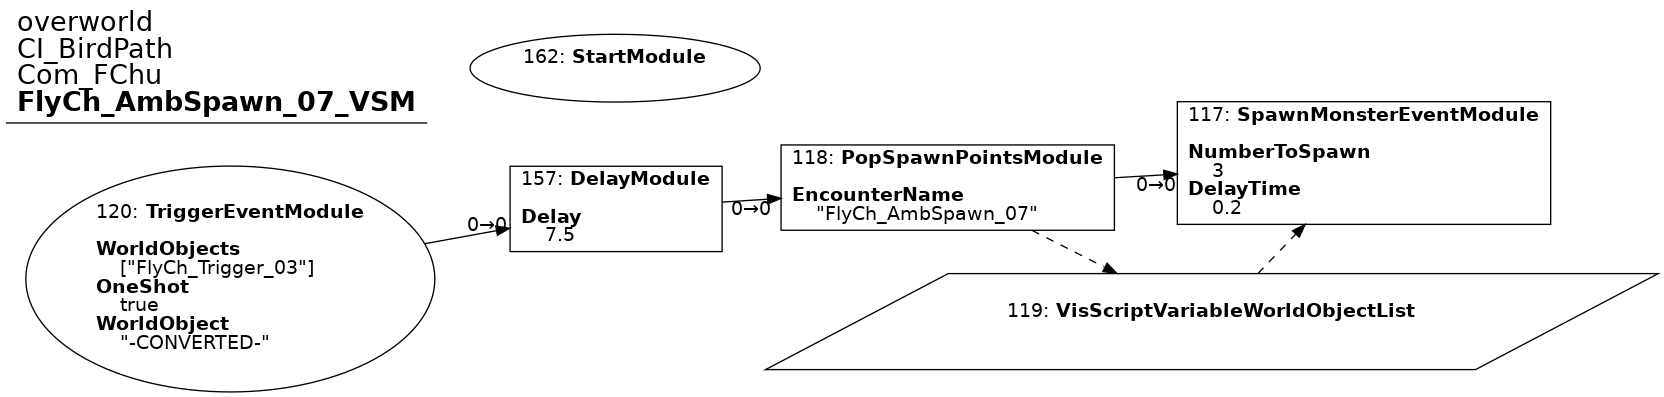 overworld
CI_BirdPath
Com_FChu
FlyCh_AmbSpawn_07_VSM
162: StartModule
120: TriggerEventModule
WorldObjects
["FlyCh_Trigger_03"]
OneShot
true
WorldObject
"-CONVERTED-"
0→0
157: DelayModule
Delay
7.5
0→0
118: PopSpawnPointsModule
EncounterName
"FlyCh_AmbSpawn_07"
0→0
117: SpawnMonsterEventModule
NumberToSpawn
3
DelayTime
0.2
119: VisScriptVariableWorldObjectList